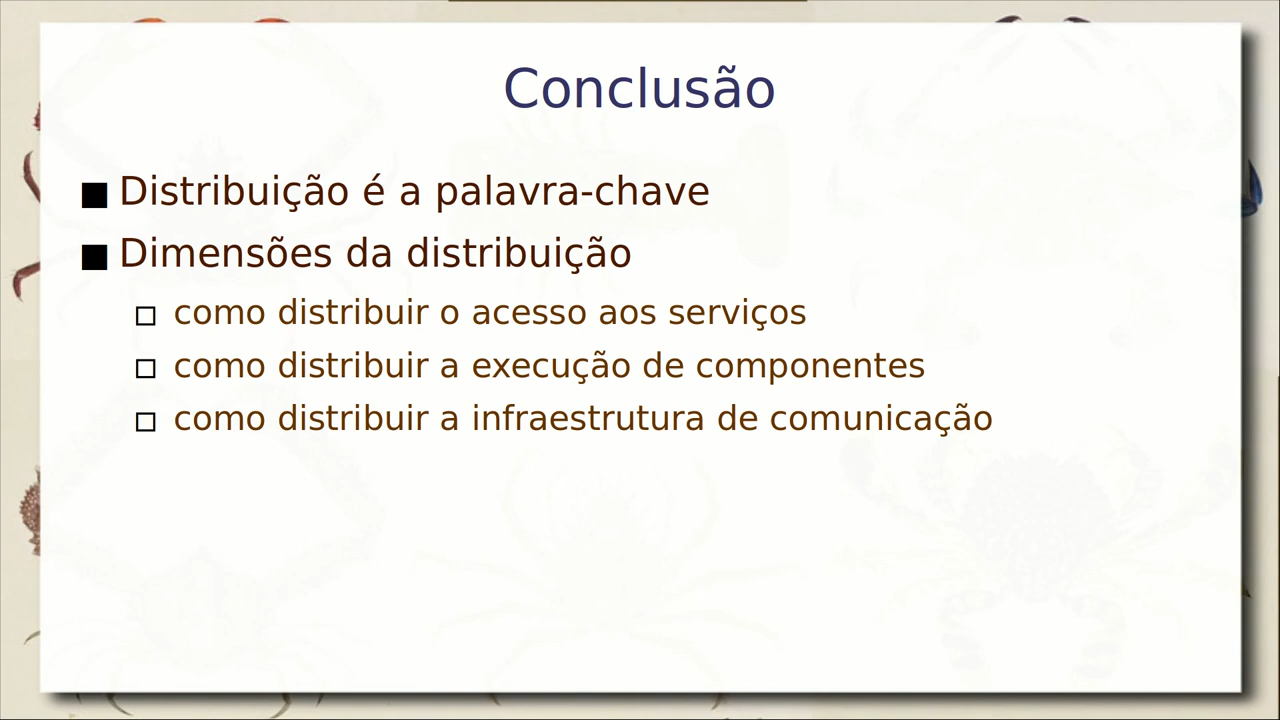 Conclusão
Distribuição é a palavra-chave
Dimensões da distribuição
como distribuir o acesso aos serviços
como distribuir a execução de componentes
como distribuir a infraestrutura de comunicação